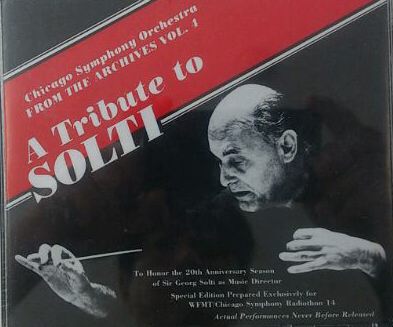 Chicago Symphony Orchestra
FROM THE ARCHIVES VOL. 4
A Tribute to
SOLTI
To Honor the 20th Anniversary Season
of Sir Georg Solti as Music Director
Special Edition Prepared Exclusively for
WFMT/Chicago Symphony Radiothon 14
Actual Performances Never Before Released